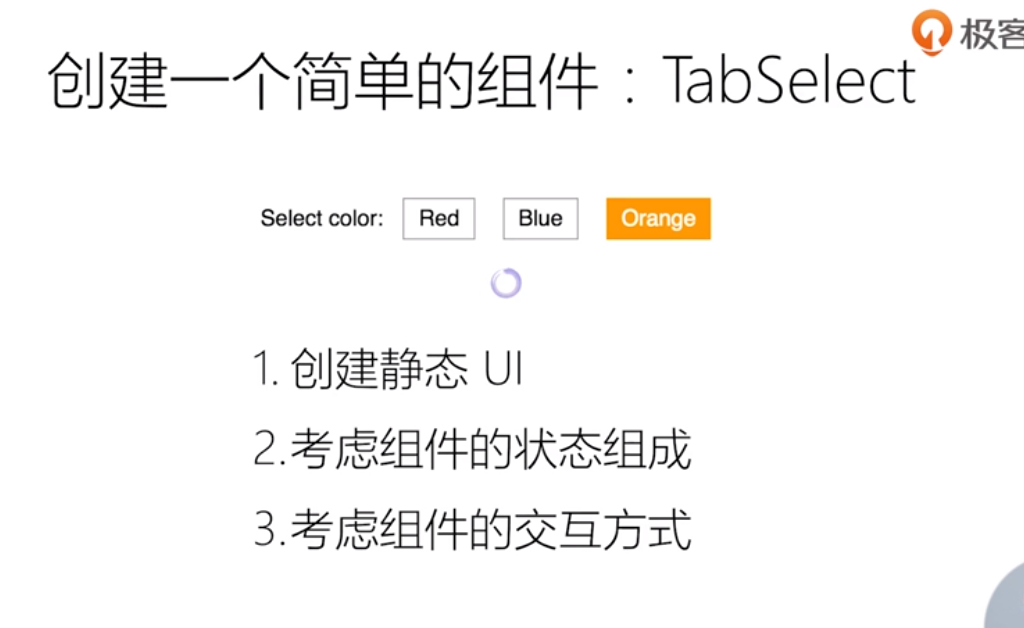 极客
创建一个简单的组件：TabSelect
Select color: Red Blue Orange
1. 创建静态 UI
2.考虑组件的状态组成
3.考虑组件的交互方式